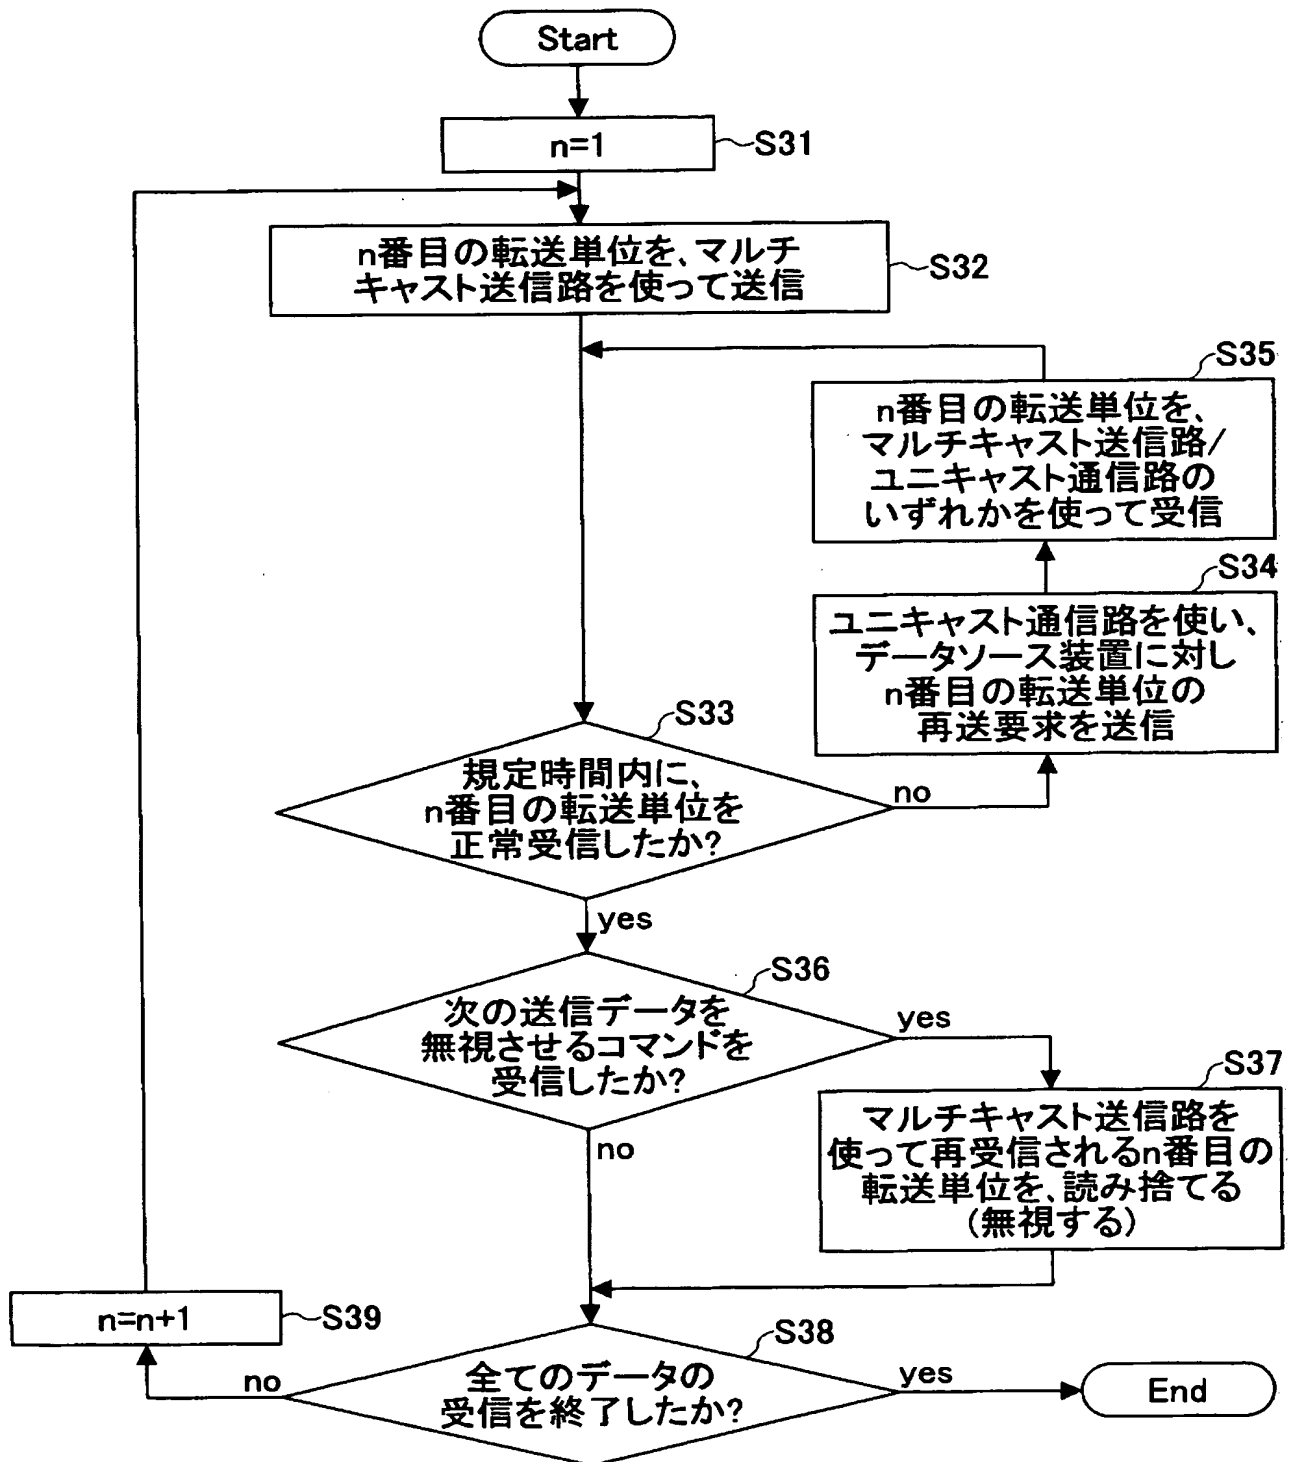 Start
n=1
S31
n番目の転送単位を、マルチ
キャスト送信路を使って送信
S32
S35
n番目の転送単位を、
マルチキャスト送信路/
ユニキャスト通信路の
いずれかを使って受信
S34
ユニキャスト通信路を使い、
データソース装置に対し
n番目の転送単位の
再送要求を送信
S33
規定時間内に、
n番目の転送単位を
正常受信したか?
no
yes
S36
次の送信データを
無視させるコマンドを
受信したか?
yes
no
S37
マルチキャスト送信路を
使って再受信されるn番目の
転送単位を、読み捨てる
(無視する)
n=n+1
S39
S38
全てのデータの
受信を終了したか?
no
yes
End